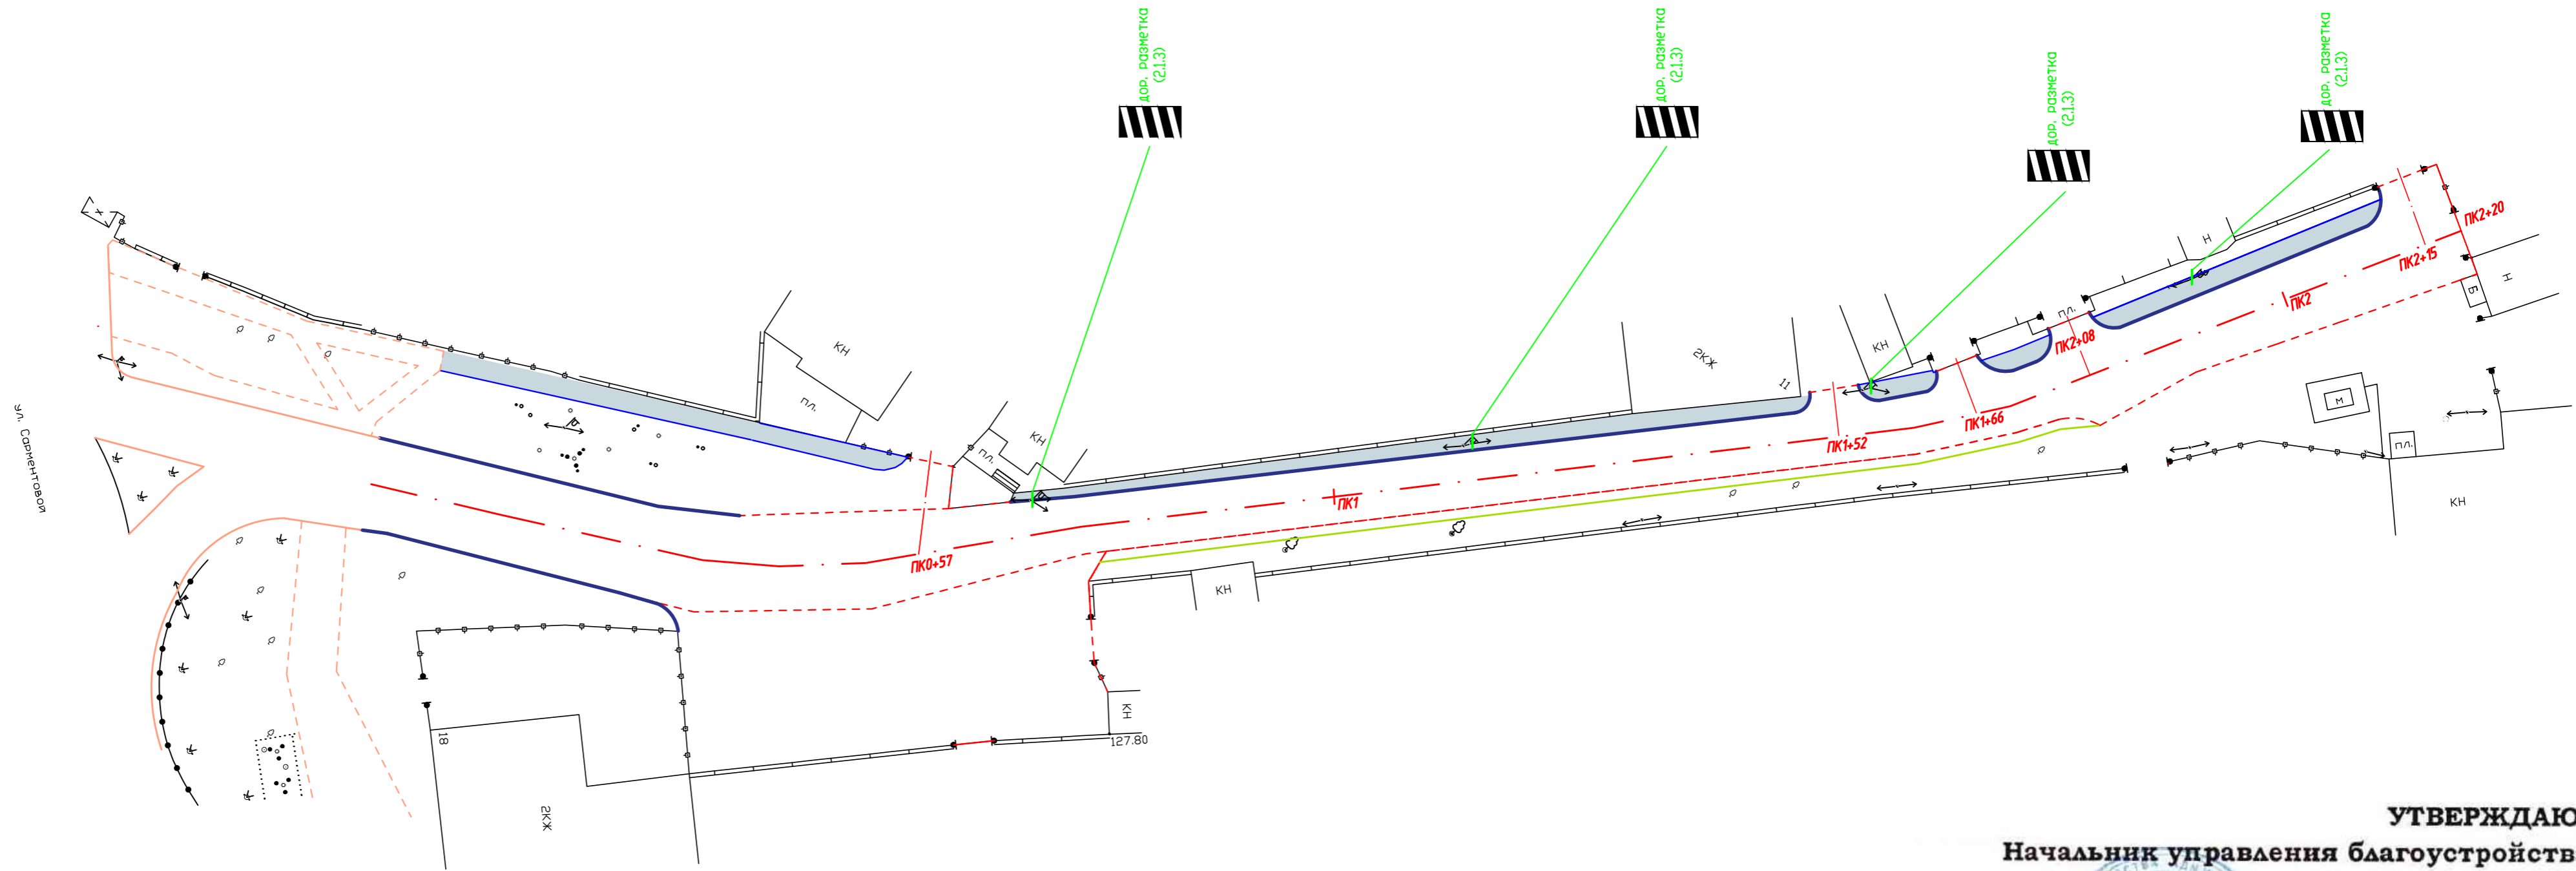 дор. разметка
(2.1.3)
дор. разметка
(2.1.3)
дор. разметка
(2.1.3)
дор. разметка
(2.1.3)
ул. Сарментовой
КН
пл.
КН
пл.
2КЖ
11
КН
пл.
Н
ПК2+20
ПК2+15
ПК2
Н
Б
ПК2+08
ПК1+66
ПК1+52
ПК1
ПК0+57
М
пл.
КН
КН
КН
127.80
18
2КЖ
УТВЕРЖДАЮ
Начальник управления благоустройств